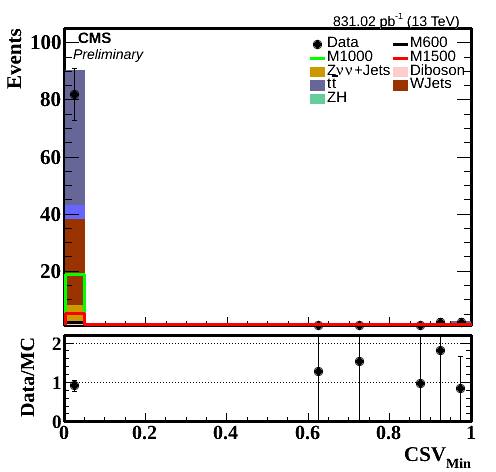 831.02 pb-1 (13 TeV)
CMS
Preliminary
Data
M600
M1000
M1500
Zνν+Jets
Diboson
tt̄
WJets
ZH
Events
100
80
60
40
20
Data/MC
2
1
0
0 0.2 0.4 0.6 0.8 1
CSVMin